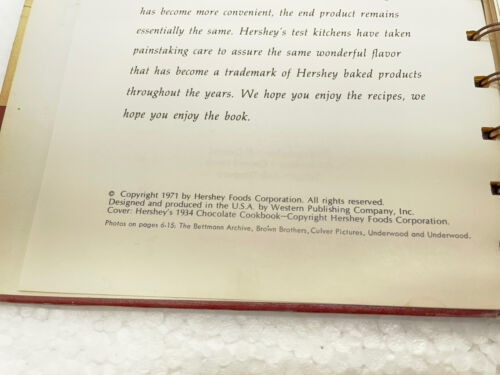 has become more convenient, the end product remains
essentially the same. Hershey's test kitchens have taken
painstaking care to assure the same wonderful flavor
that has become a trademark of Hershey baked products
throughout the years. We hope you enjoy the recipes, we
hope you enjoy the book.
© Copyright 1971 by Hershey Foods Corporation. All rights reserved.
Designed and produced in the U.S.A. by Western Publishing Company, Inc.
Cover: Hershey's 1934 Chocolate Cookbook—Copyright Hershey Foods Corporation.
Photos on pages 6-15; The Bettmann Archive, Brown Brothers, Culver Pictures, Underwood and Underwood.